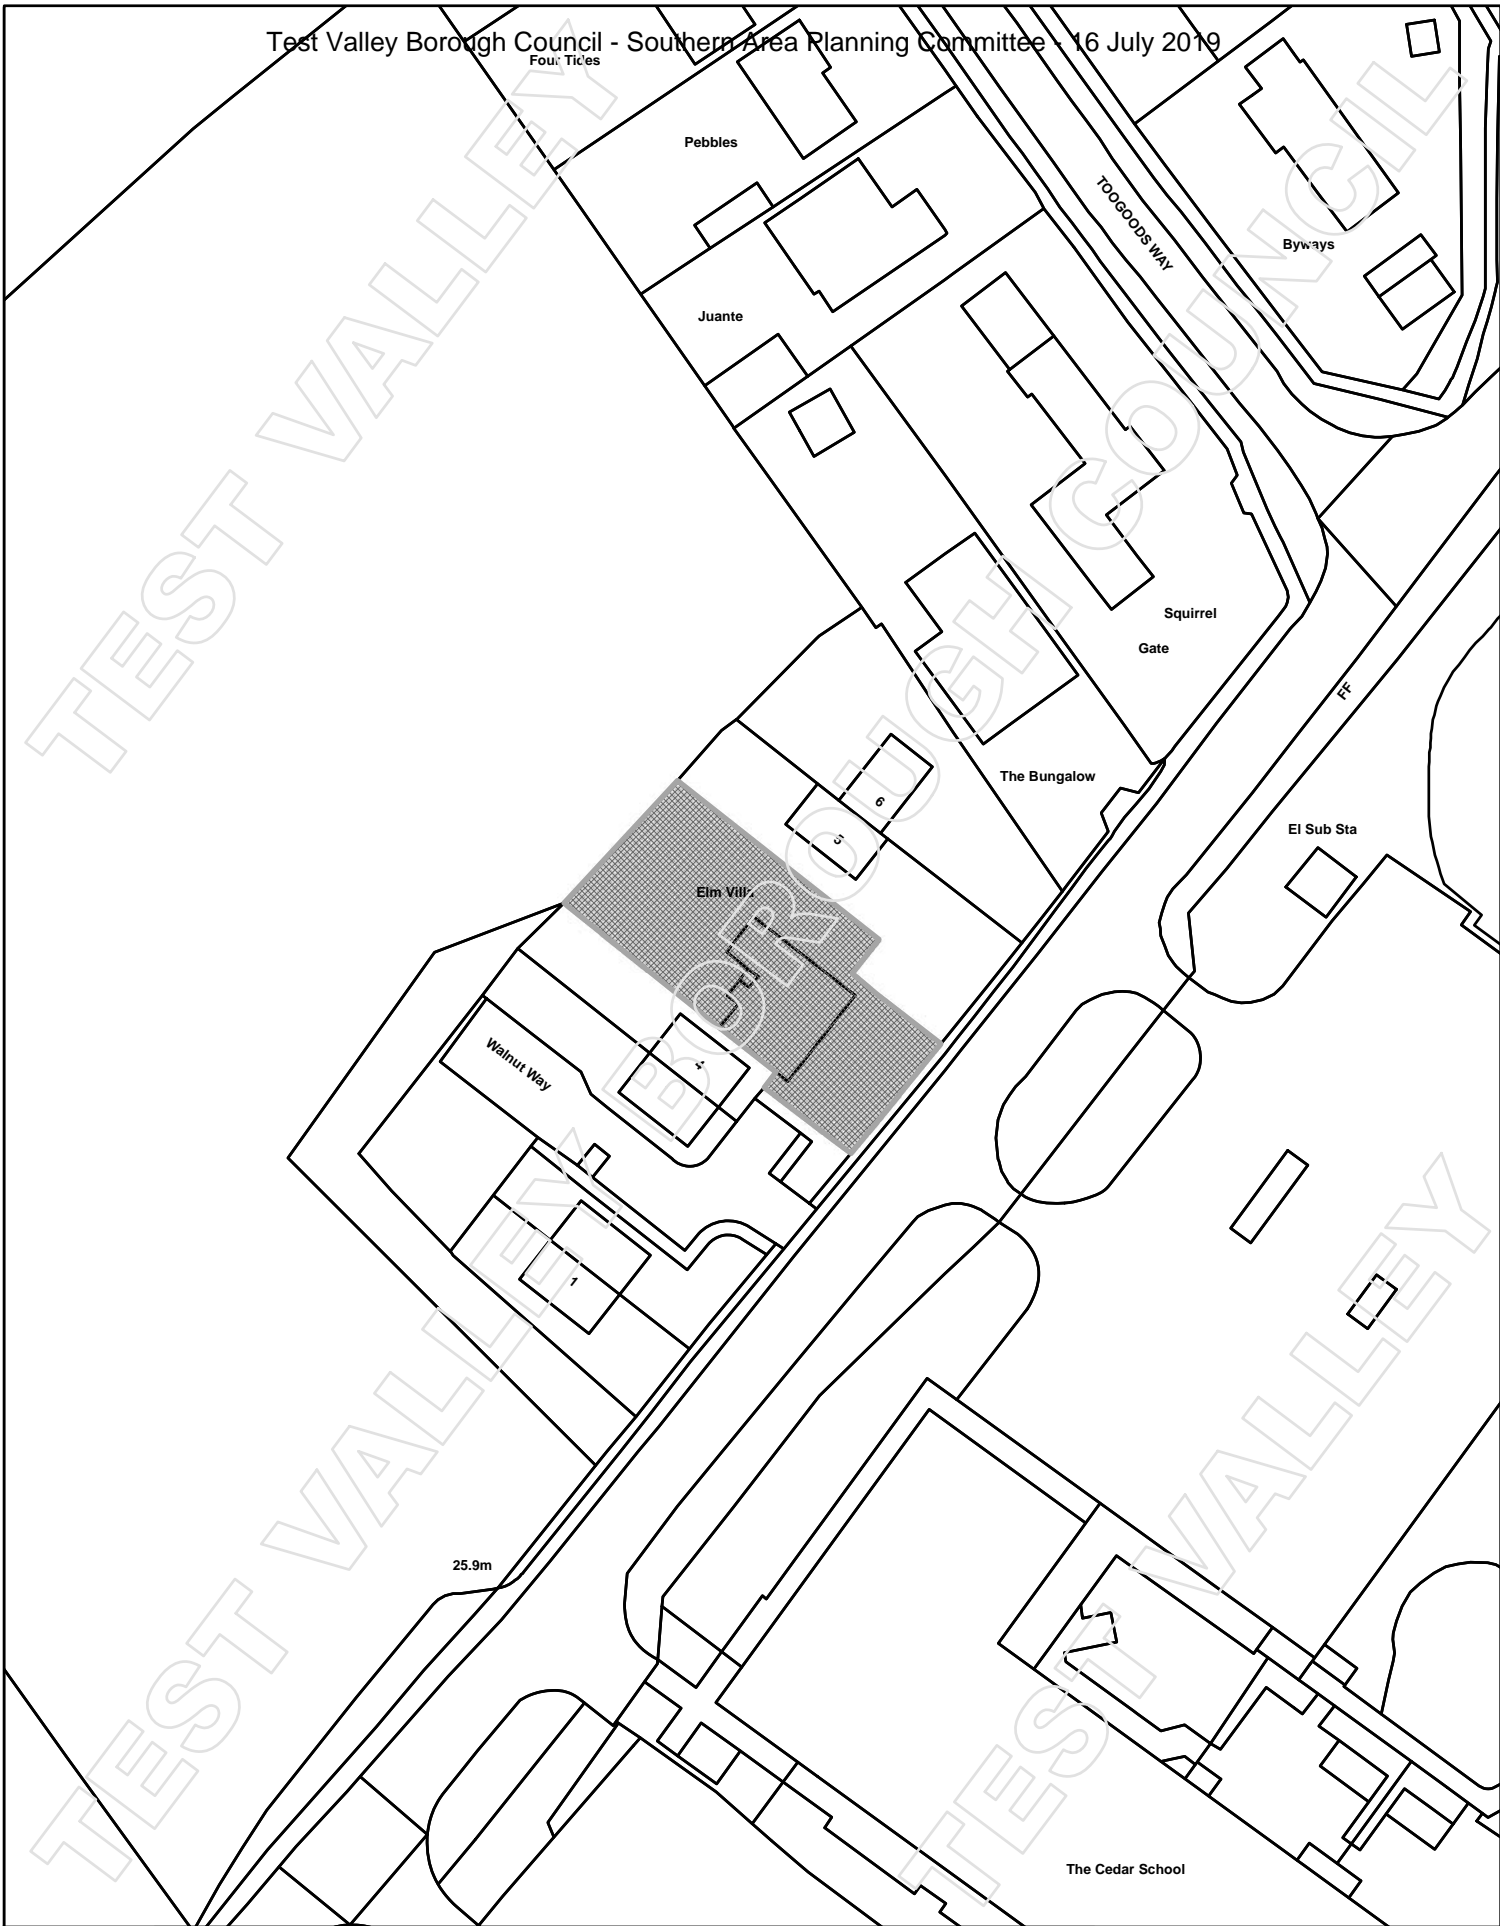 Test Valley Borough Council - Southern Area Planning Committee - 16 July 2019
Four Tides
Pebbles
TOOGOODS WAY
Byways
Juante
Squirrel
Gate
FF
The Bungalow
6
5
El Sub Sta
Elm Villa
Walnut Way
4
1
25.9m
The Cedar School
TEST VALLEY
TEST VALLEY BOROUGH COUNCIL
TEST VALLEY